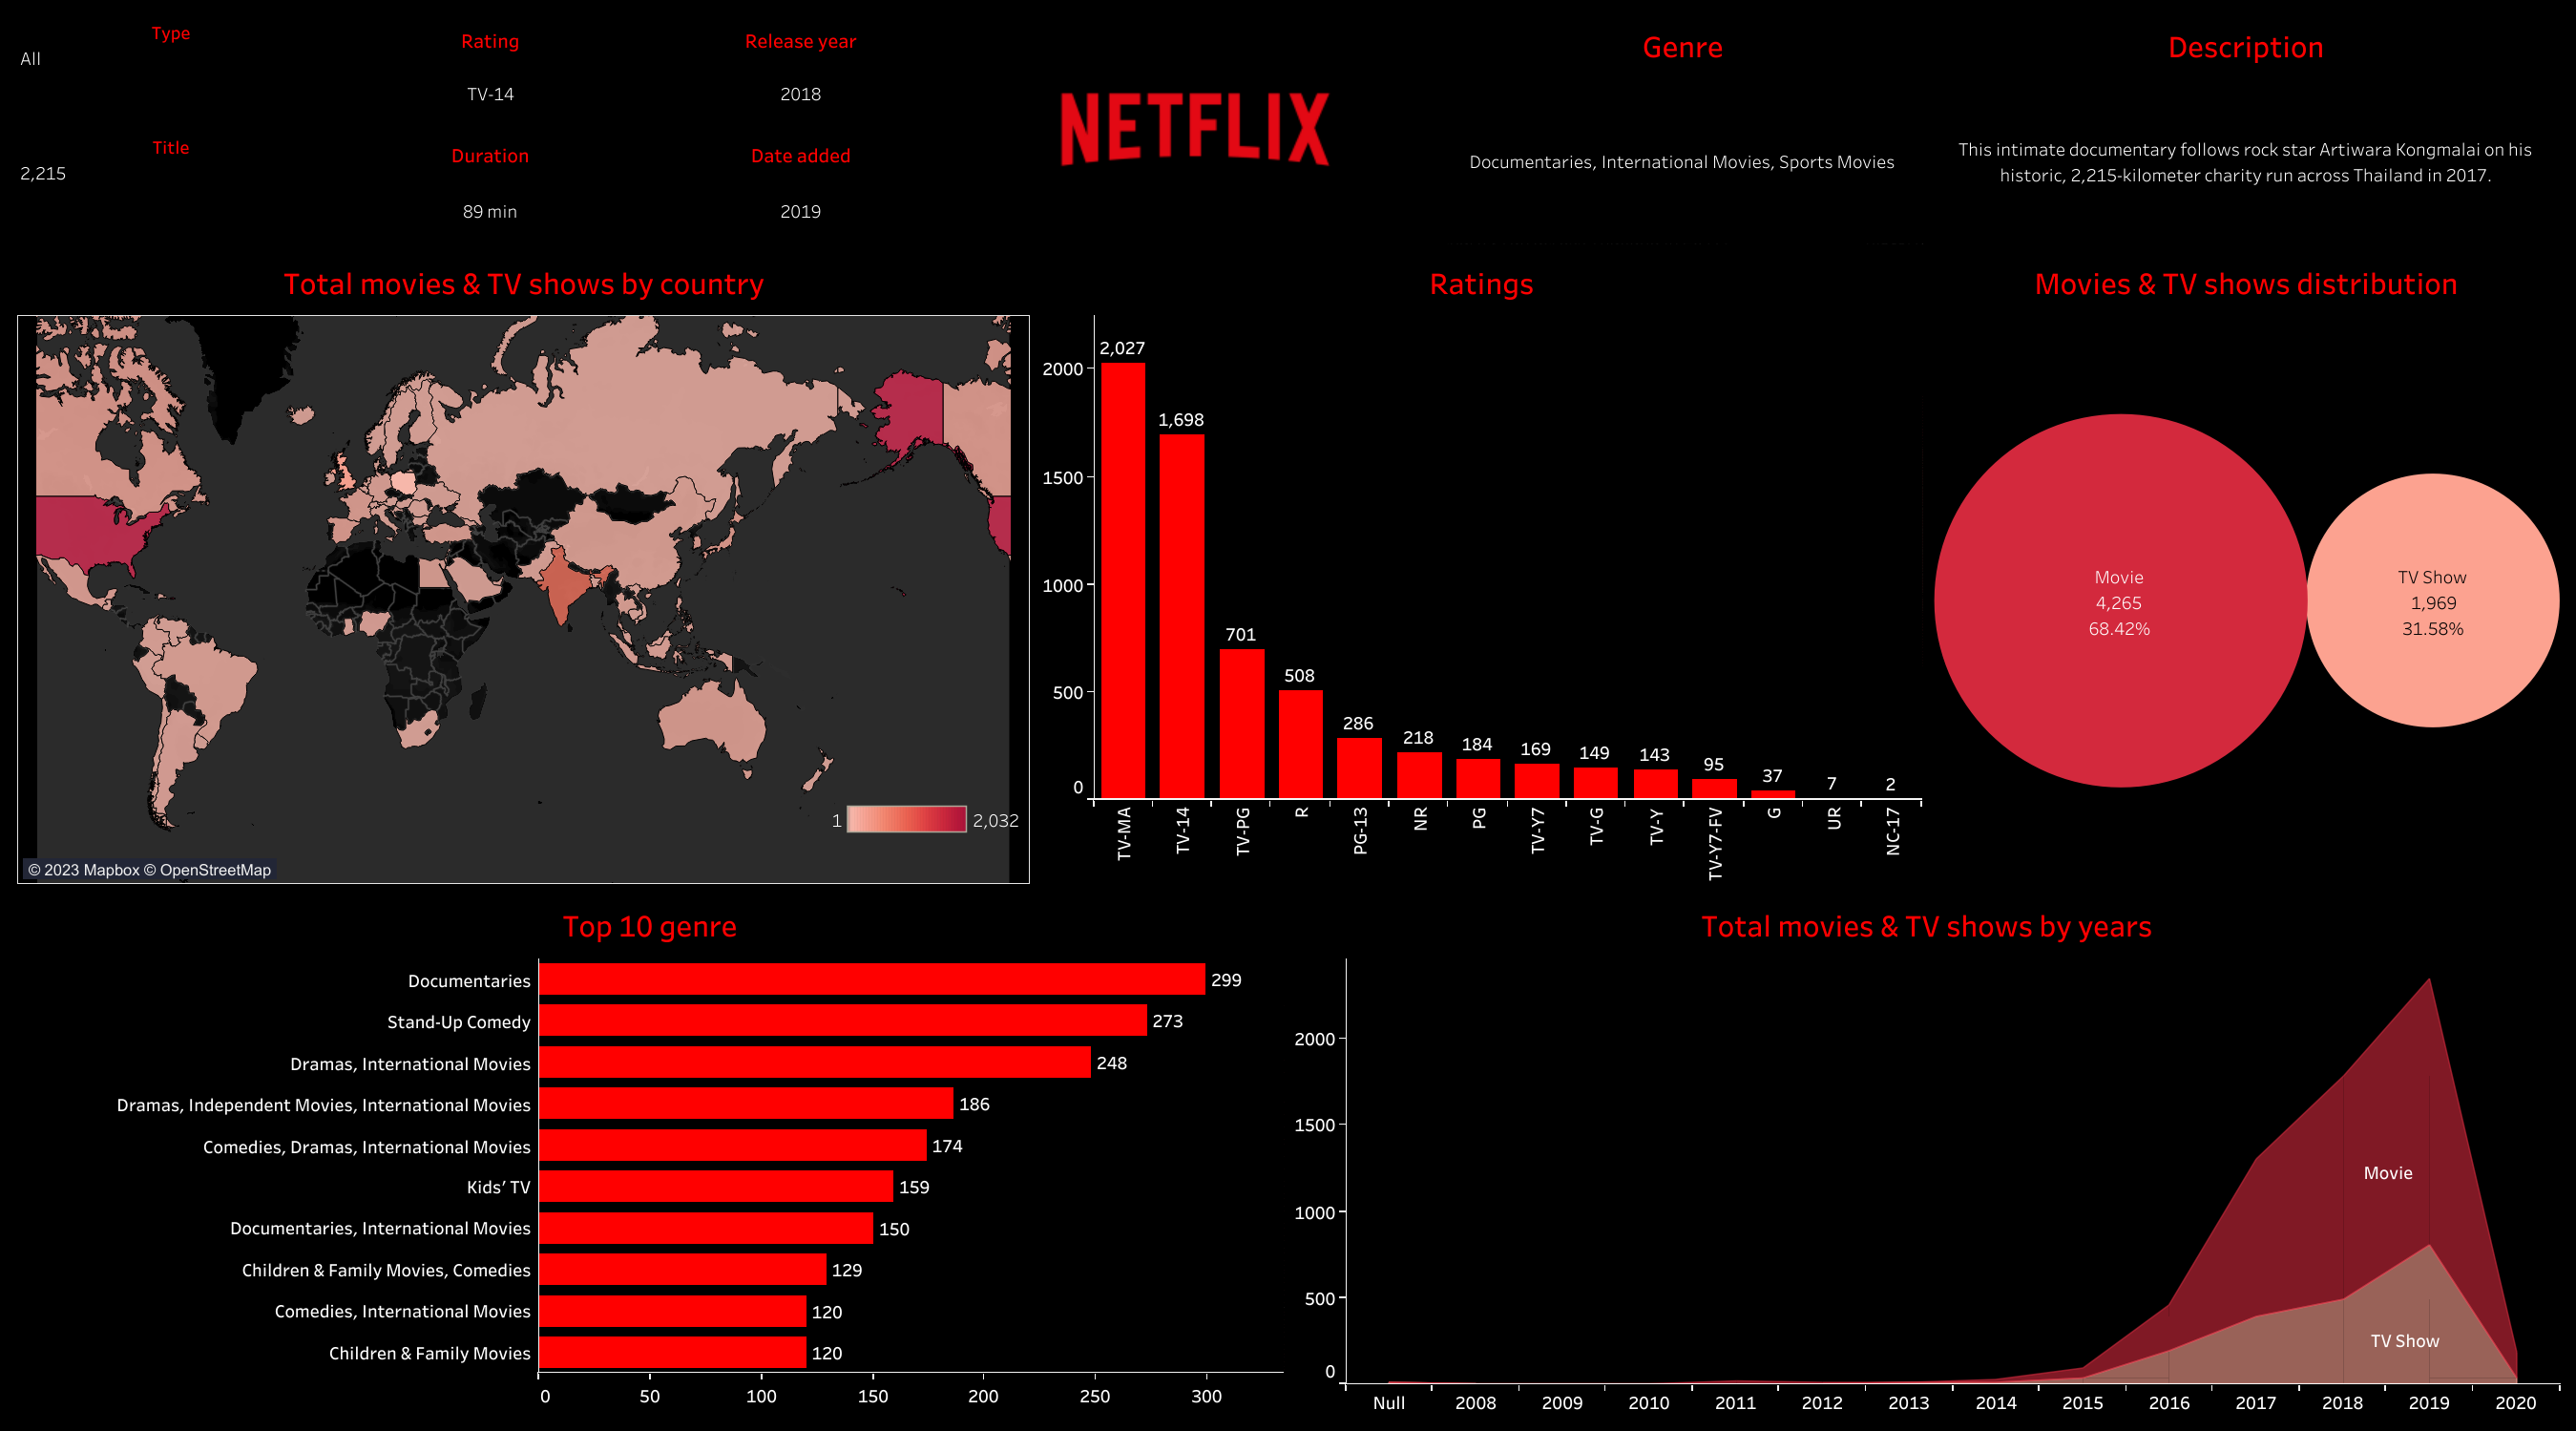 Type
All
Rating
TV-14
Release year
2018
Title
2,215
Duration
89 min
Date added
2019
NETFLIX
Genre
Documentaries, International Movies, Sports Movies
Description
This intimate documentary follows rock star Artiwara Kongmalai on his
historic, 2,215-kilometer charity run across Thailand in 2017.
Total movies & TV shows by country
1
2,032
© 2023 Mapbox © OpenStreetMap
Ratings
2000
1500
1000
500
0
2,027
1,698
701
508
286
218
184
169
149
143
95
37
7
2
TV-MA
TV-14
TV-PG
R
PG-13
NR
PG
TV-Y7
TV-G
TV-Y
TV-Y7-FV
G
UR
NC-17
Movies & TV shows distribution
Movie
4,265
68.42%
TV Show
1,969
31.58%
Top 10 genre
Documentaries 299
Stand-Up Comedy 273
Dramas, International Movies 248
Dramas, Independent Movies, International Movies 186
Comedies, Dramas, International Movies 174
Kids' TV 159
Documentaries, International Movies 150
Children & Family Movies, Comedies 129
Comedies, International Movies 120
Children & Family Movies 120
0 50 100 150 200 250 300
Total movies & TV shows by years
2000
1500
1000
500
0
Movie
TV Show
Null 2008 2009 2010 2011 2012 2013 2014 2015 2016 2017 2018 2019 2020